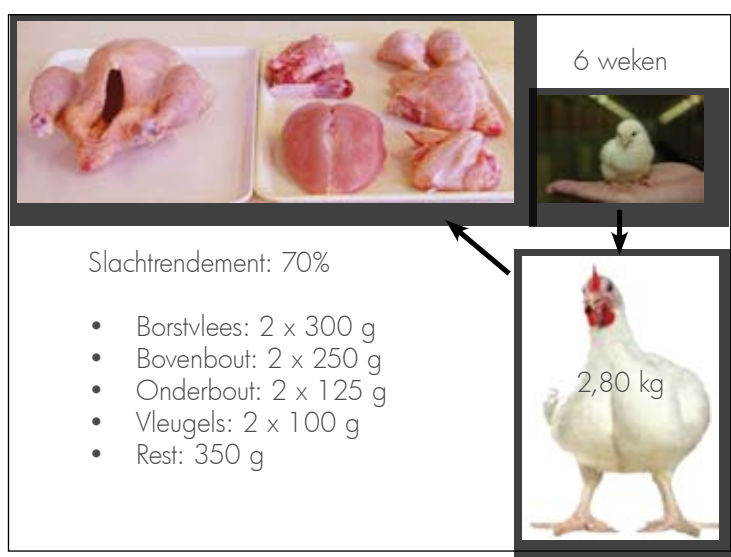 6 weken
Slachtrendement: 70%
• Borstvlees: 2 x 300 g
• Bovenbout: 2 x 250 g
• Onderbout: 2 x 125 g
• Vleugels: 2 x 100 g
• Rest: 350 g
2,80 kg